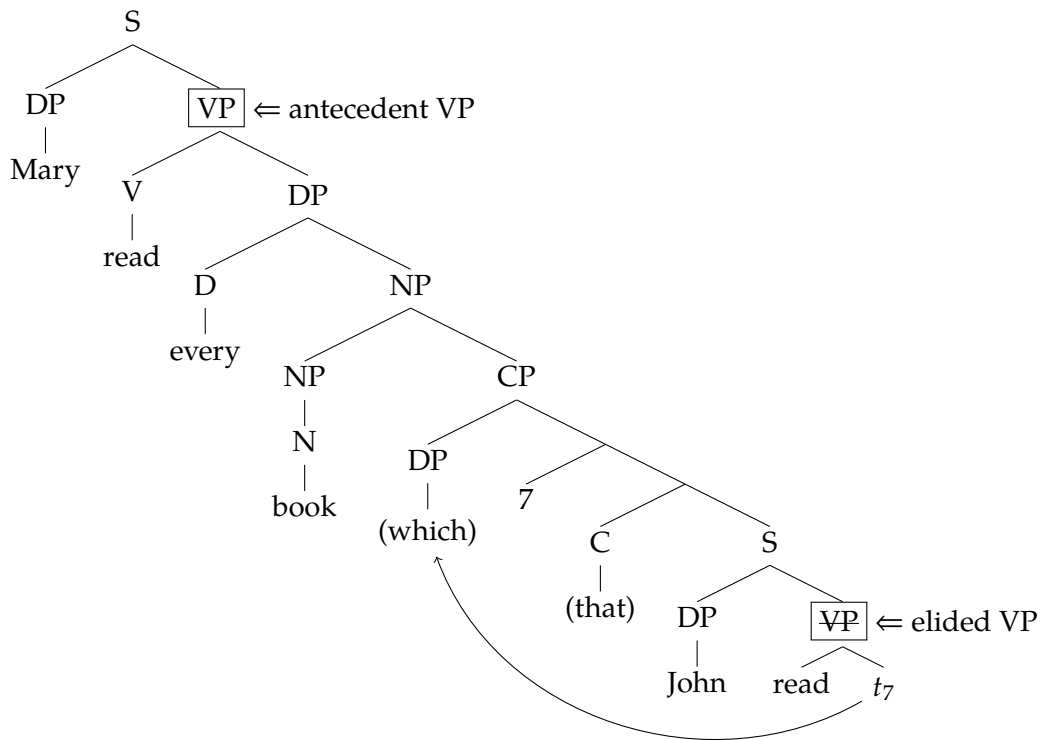 S
DP VP ⇐ antecedent VP
Mary V DP
read D NP
every NP CP
N DP
book (which) 7
C S
(that) DP VP ⇐ elided VP
John read t7